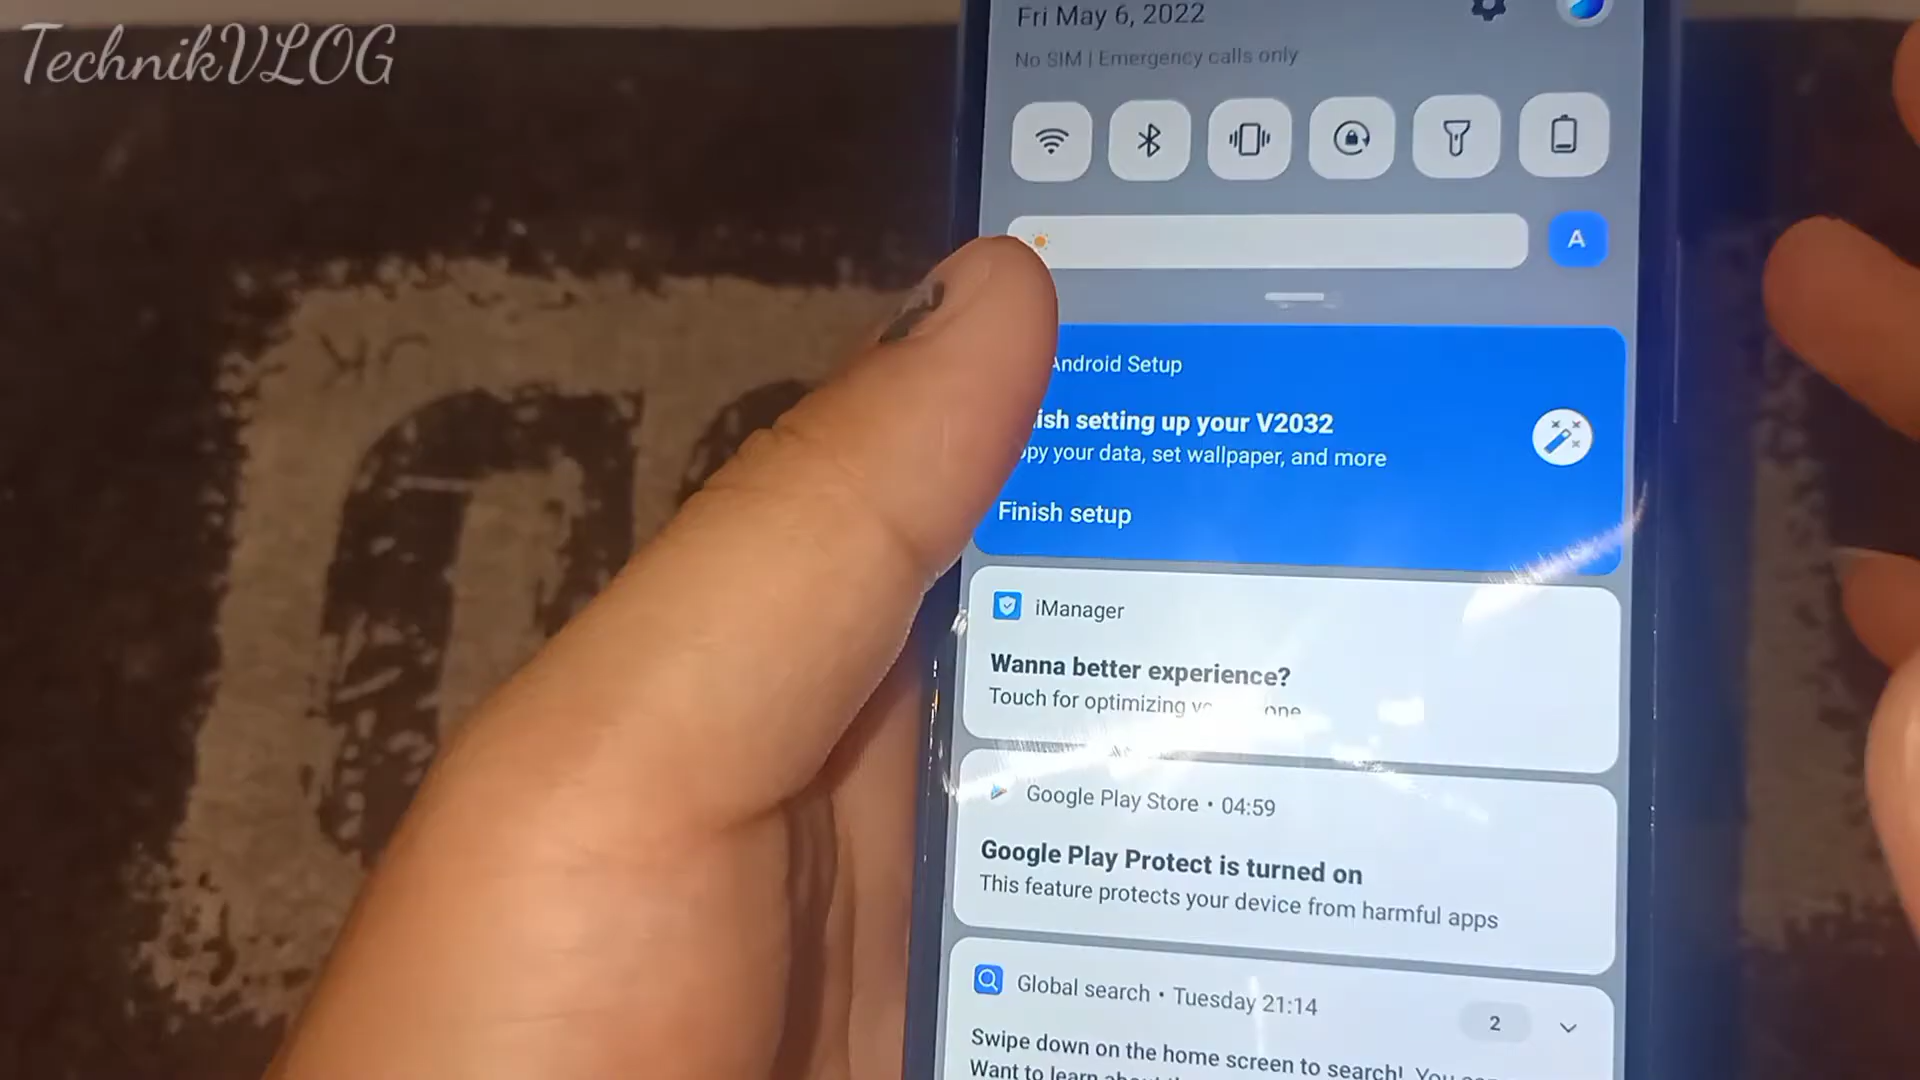 TechnikVLOG
Fri May 6, 2022
No SIM | Emergency calls only
A
Android Setup
setting up your V2032
your data, set wallpaper, and more
Finish setup
iManager
Wanna better experience?
Touch for optimizing
Google Play Store • 04:59
Google Play Protect is turned on
This feature protects your device from harmful apps
Global search • Tuesday 21:14
2
Swipe down on the home screen to search!
Want to learn